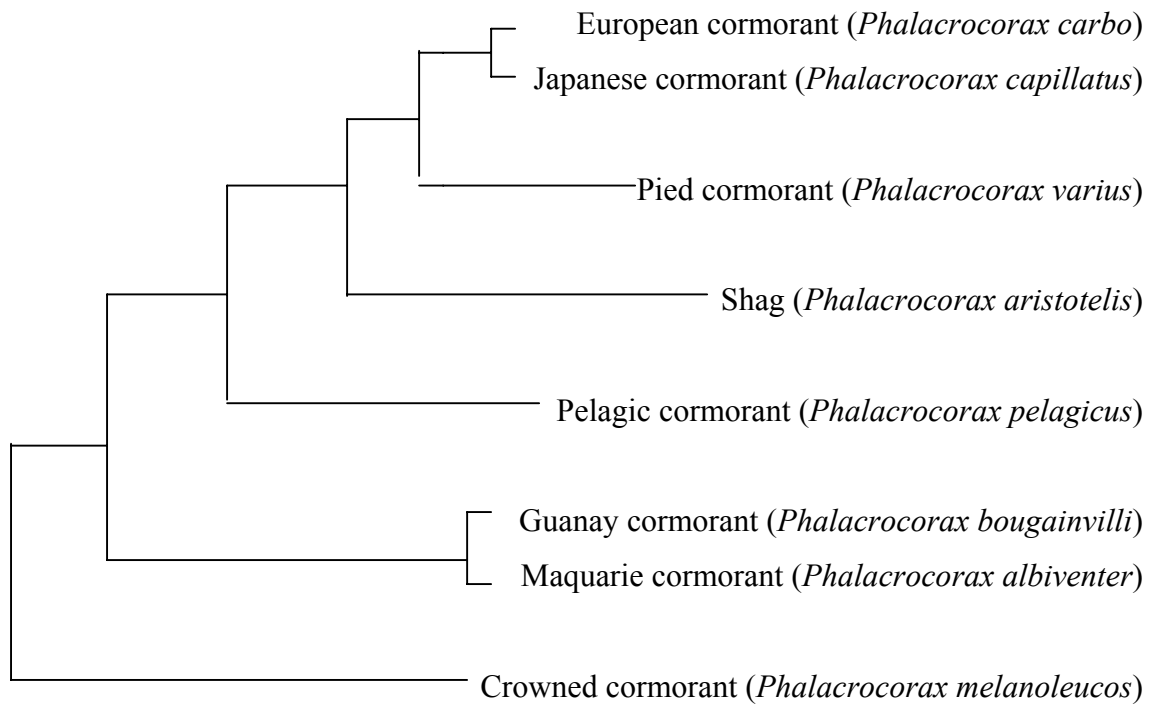 European cormorant (Phalacrocorax carbo)
Japanese cormorant (Phalacrocorax capillatus)
Pied cormorant (Phalacrocorax varius)
Shag (Phalacrocorax aristotelis)
Pelagic cormorant (Phalacrocorax pelagicus)
Guanay cormorant (Phalacrocorax bougainvilli)
Maquarie cormorant (Phalacrocorax albiventer)
Crowned cormorant (Phalacrocorax melanoleucos)